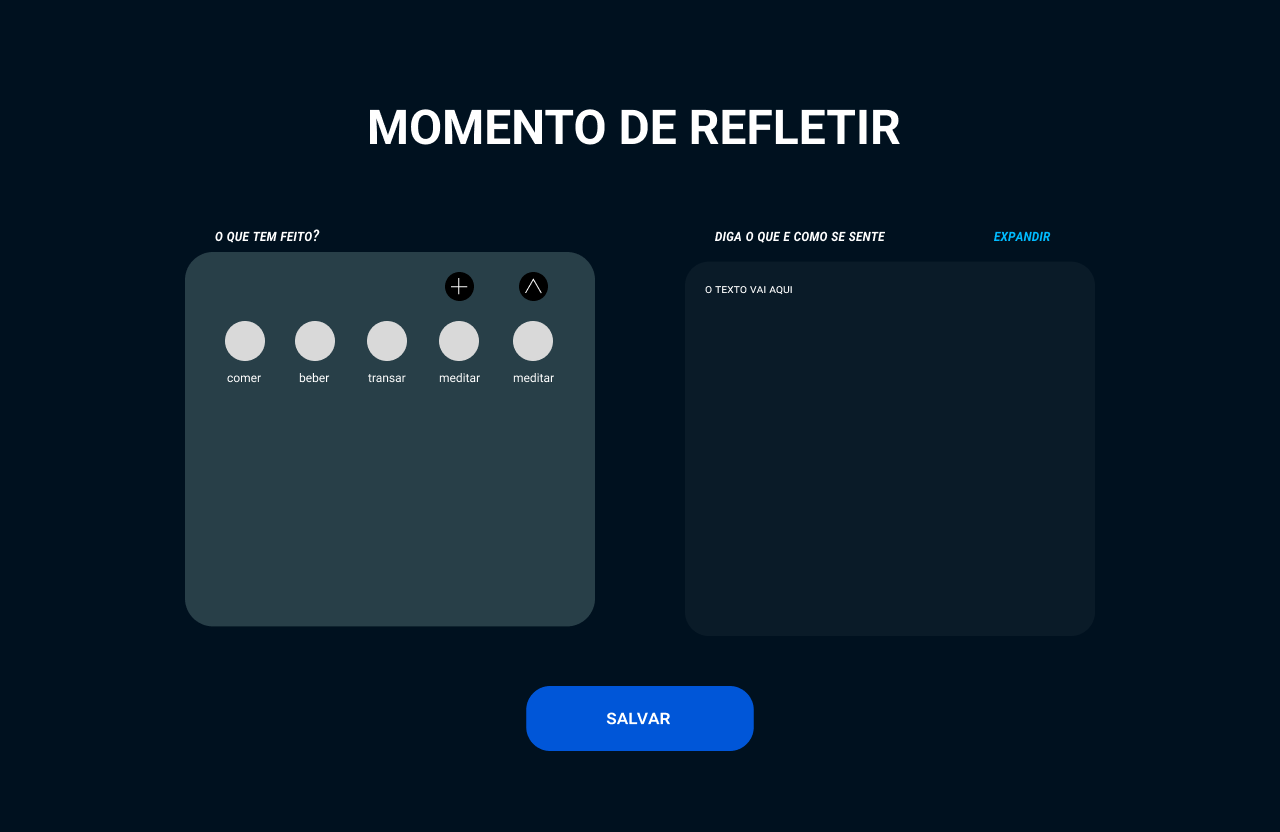 MOMENTO DE REFLETIR
O QUE TEM FEITO?
comer beber transar meditar meditar
DIGA O QUE E COMO SE SENTE EXPANDIR
O TEXTO VAI AQUI
SALVAR